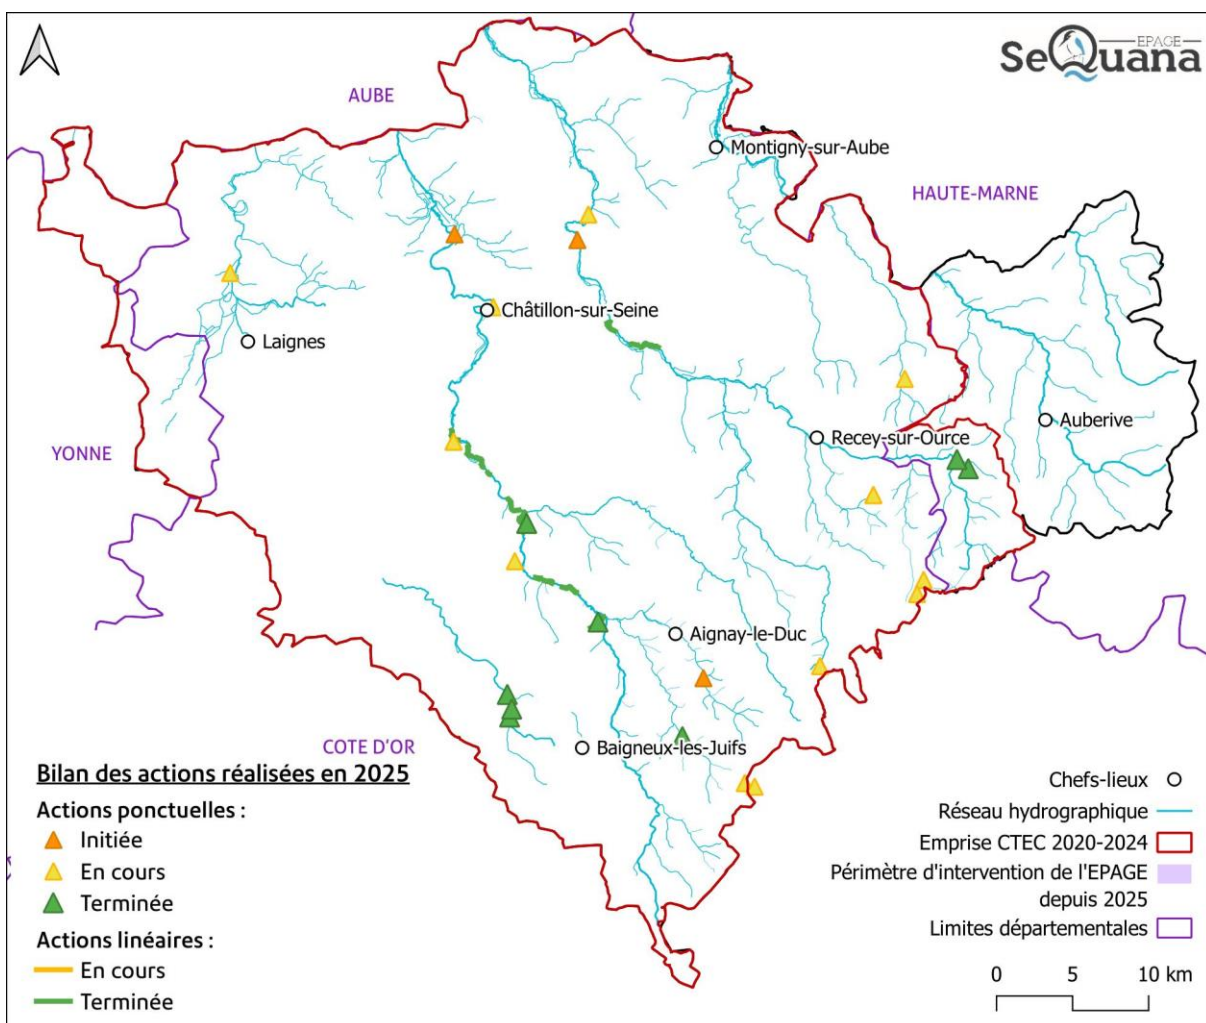 EPAGE
SeQuana
AUBE
Montigny-sur-Aube
HAUTE-MARNE
Châtillon-sur-Seine
Laignes
Auberive
YONNE
Recey-sur-Ource
Aignay-le-Duc
COTE D'OR
Baigneux-les-Juifs
Bilan des actions réalisées en 2025
Actions ponctuelles :
Initiée
En cours
Terminée
Actions linéaires :
En cours
Terminée
Chefs-lieux
Réseau hydrographique
Emprise CTEC 2020-2024
Périmètre d'intervention de l'EPAGE
depuis 2025
Limites départementales
0 5 10 km